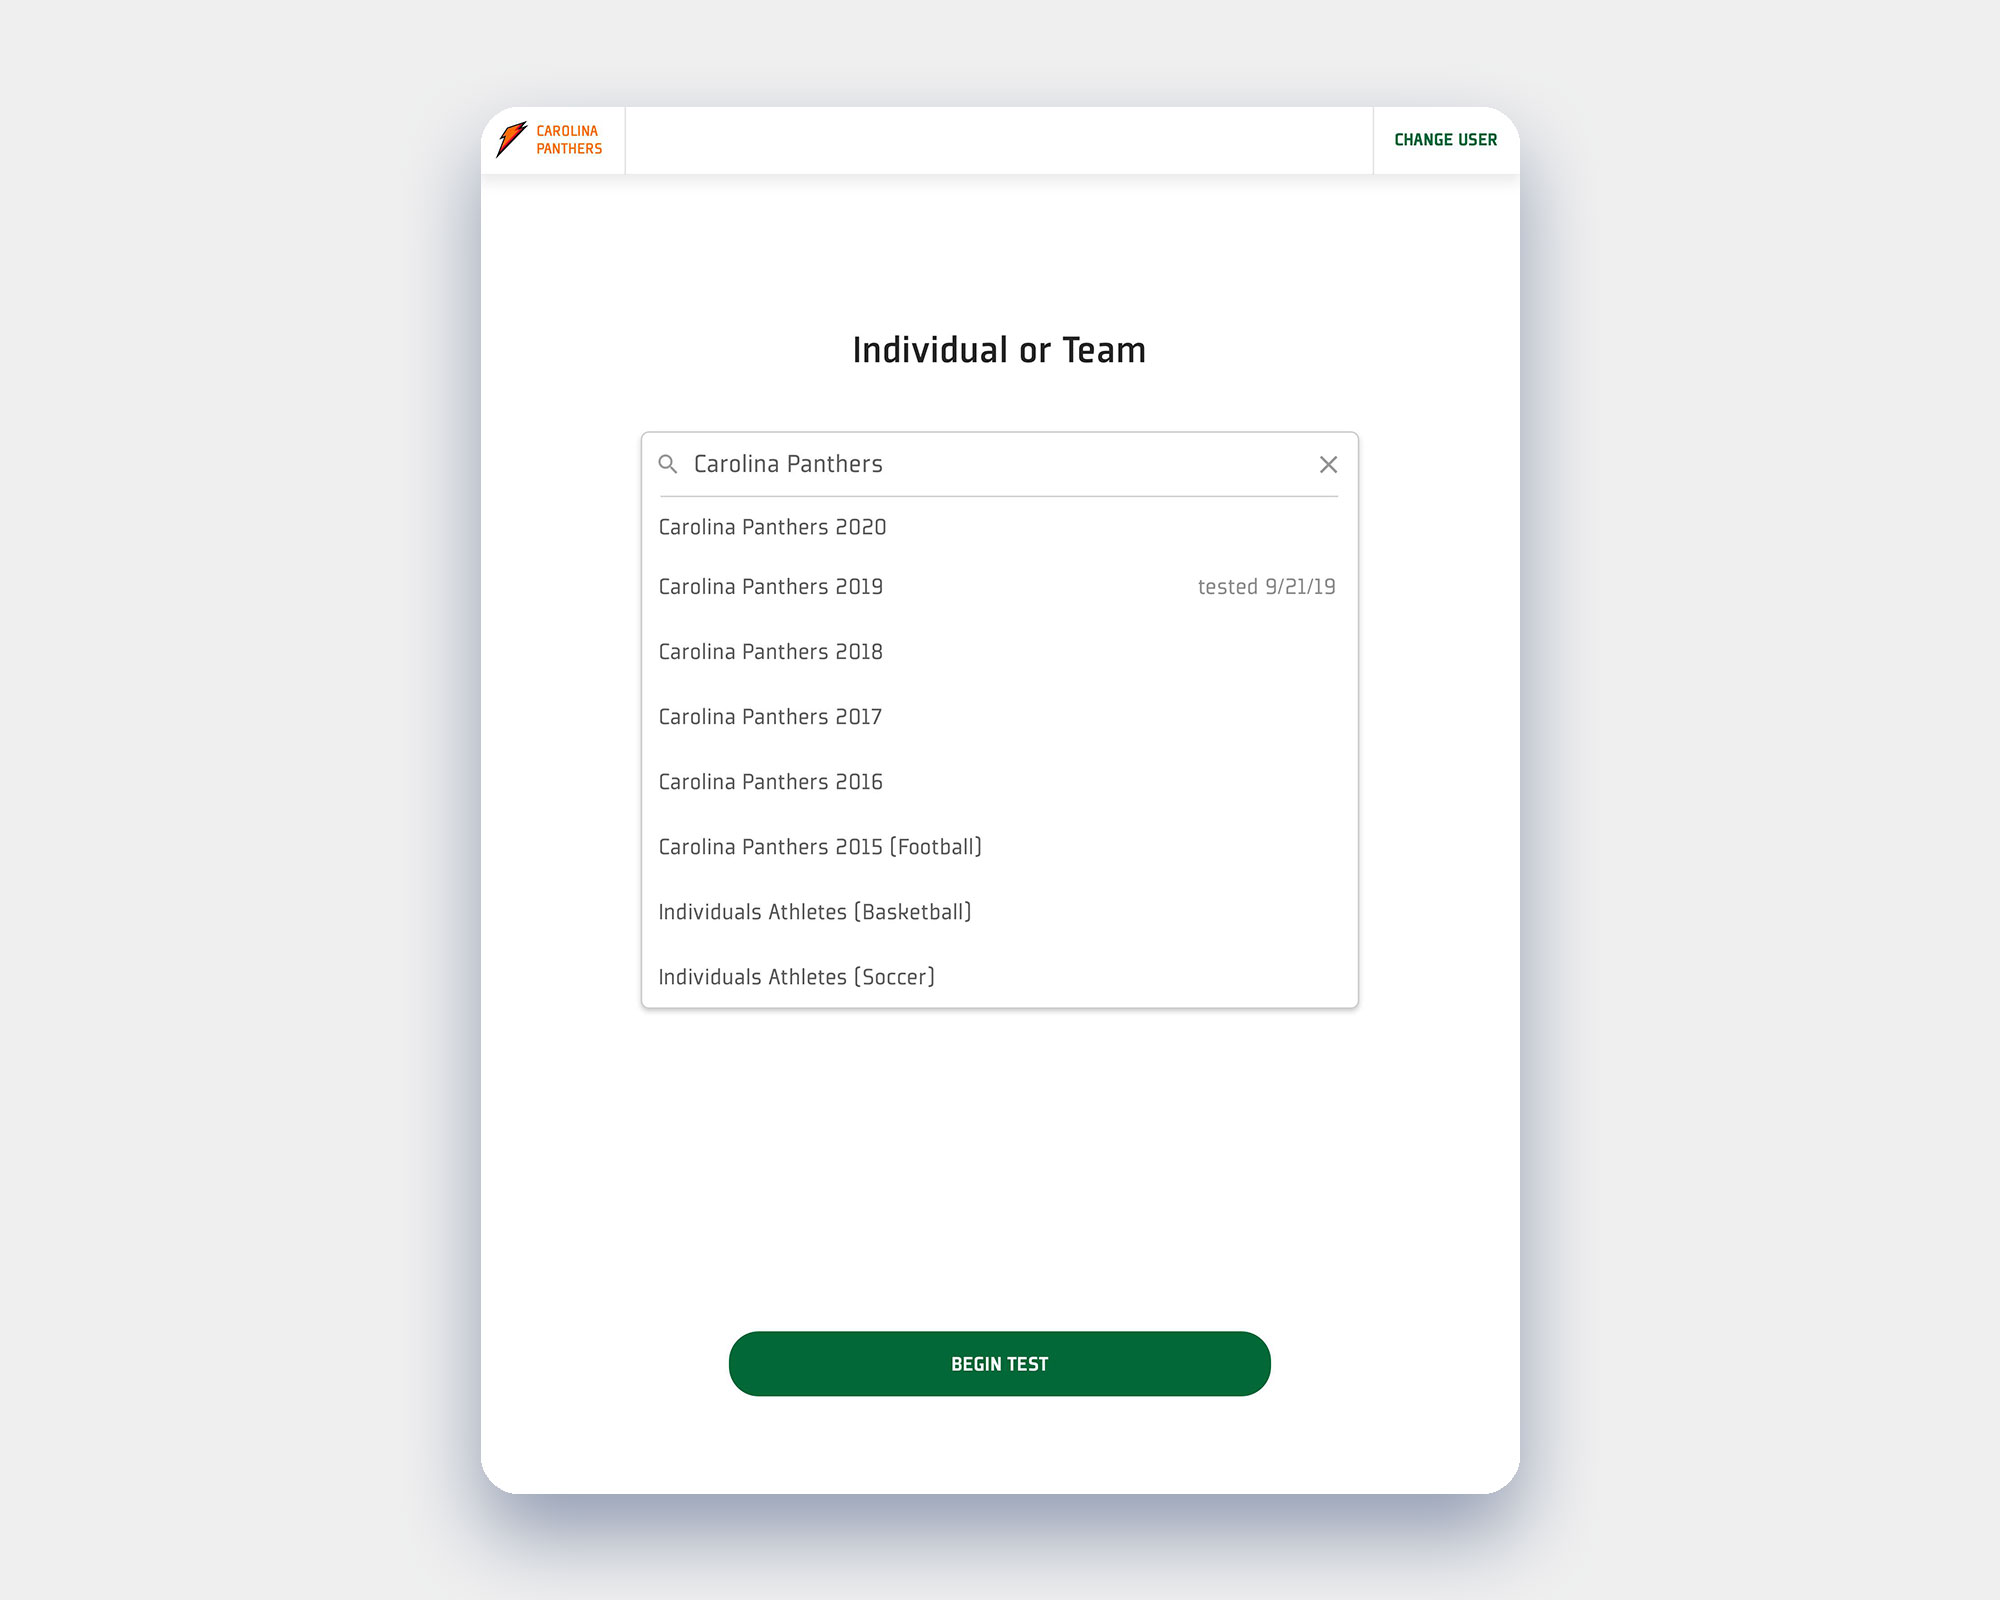 CAROLINA
PANTHERS
CHANGE USER
Individual or Team
Carolina Panthers
Carolina Panthers 2020
Carolina Panthers 2019 tested 9/21/19
Carolina Panthers 2018
Carolina Panthers 2017
Carolina Panthers 2016
Carolina Panthers 2015 (Football)
Individuals Athletes (Basketball)
Individuals Athletes (Soccer)
BEGIN TEST